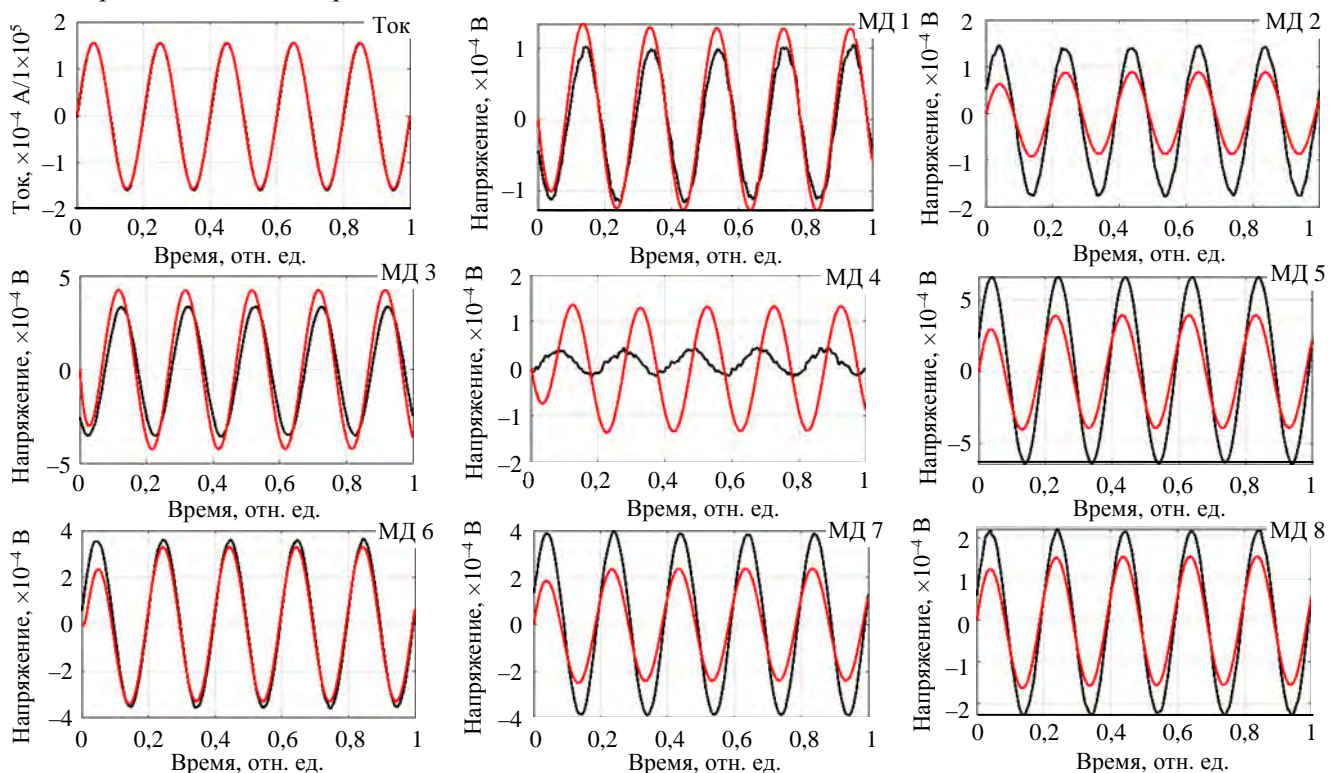 Ток
Ток, ×10⁻⁴ А/1×10⁵
2
1
0
−1
−2
0 0,2 0,4 0,6 0,8 1
Время, отн. ед.
МД 1
Напряжение, ×10⁻⁴ В
1
0
−1
0 0,2 0,4 0,6 0,8 1
Время, отн. ед.
МД 2
Напряжение, ×10⁻⁴ В
2
1
0
−1
−2
0 0,2 0,4 0,6 0,8 1
Время, отн. ед.
МД 3
Напряжение, ×10⁻⁴ В
5
0
−5
0 0,2 0,4 0,6 0,8 1
Время, отн. ед.
МД 4
Напряжение, ×10⁻⁴ В
2
1
0
−1
−2
0 0,2 0,4 0,6 0,8 1
Время, отн. ед.
МД 5
Напряжение, ×10⁻⁴ В
5
0
−5
0 0,2 0,4 0,6 0,8 1
Время, отн. ед.
МД 6
Напряжение, ×10⁻⁴ В
4
2
0
−2
−4
0 0,2 0,4 0,6 0,8 1
Время, отн. ед.
МД 7
Напряжение, ×10⁻⁴ В
4
2
0
−2
−4
0 0,2 0,4 0,6 0,8 1
Время, отн. ед.
МД 8
Напряжение, ×10⁻⁴ В
2
1
0
−1
−2
0 0,2 0,4 0,6 0,8 1
Время, отн. ед.